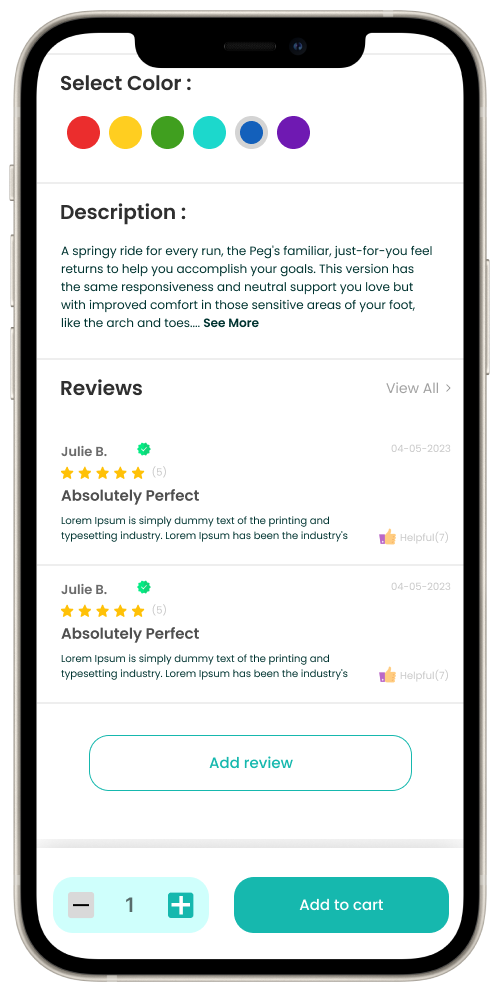 Select Color :
Description :
A springy ride for every run, the Peg's familiar, just-for-you feel
returns to help you accomplish your goals. This version has
the same responsiveness and neutral support you love but
with improved comfort in those sensitive areas of your foot,
like the arch and toes.... See More
Reviews
View All >
Julie B.
04-05-2023
(5)
Absolutely Perfect
Lorem Ipsum is simply dummy text of the printing and
typesetting industry. Lorem Ipsum has been the industry's
Helpful(7)
Julie B.
04-05-2023
(5)
Absolutely Perfect
Lorem Ipsum is simply dummy text of the printing and
typesetting industry. Lorem Ipsum has been the industry's
Helpful(7)
Add review
1
Add to cart